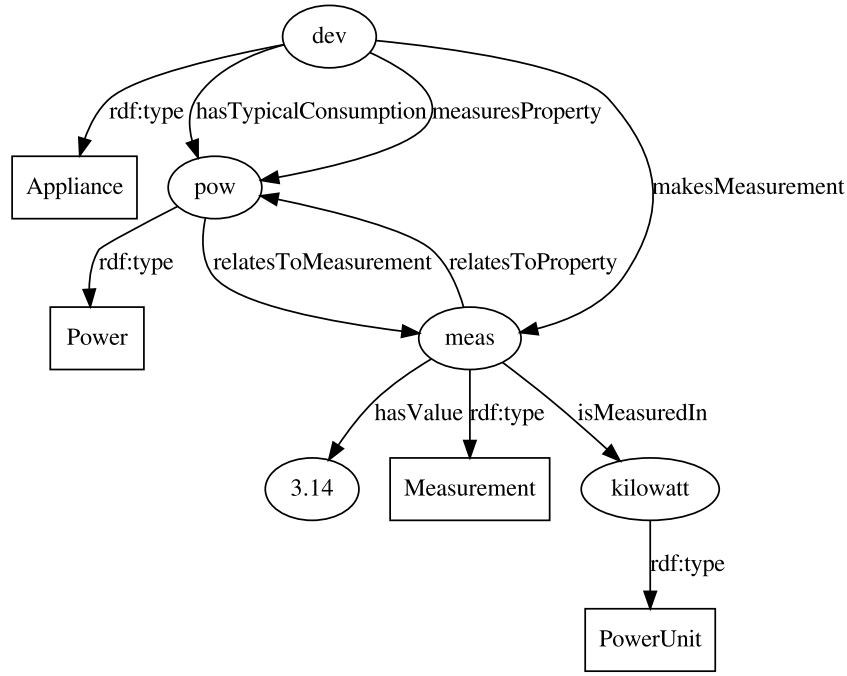 dev
rdf:type
hasTypicalConsumption
measuresProperty
Appliance
pow
makesMeasurement
rdf:type
relatesToMeasurement
relatesToProperty
Power
meas
hasValue
rdf:type
isMeasuredIn
3.14
Measurement
kilowatt
rdf:type
PowerUnit